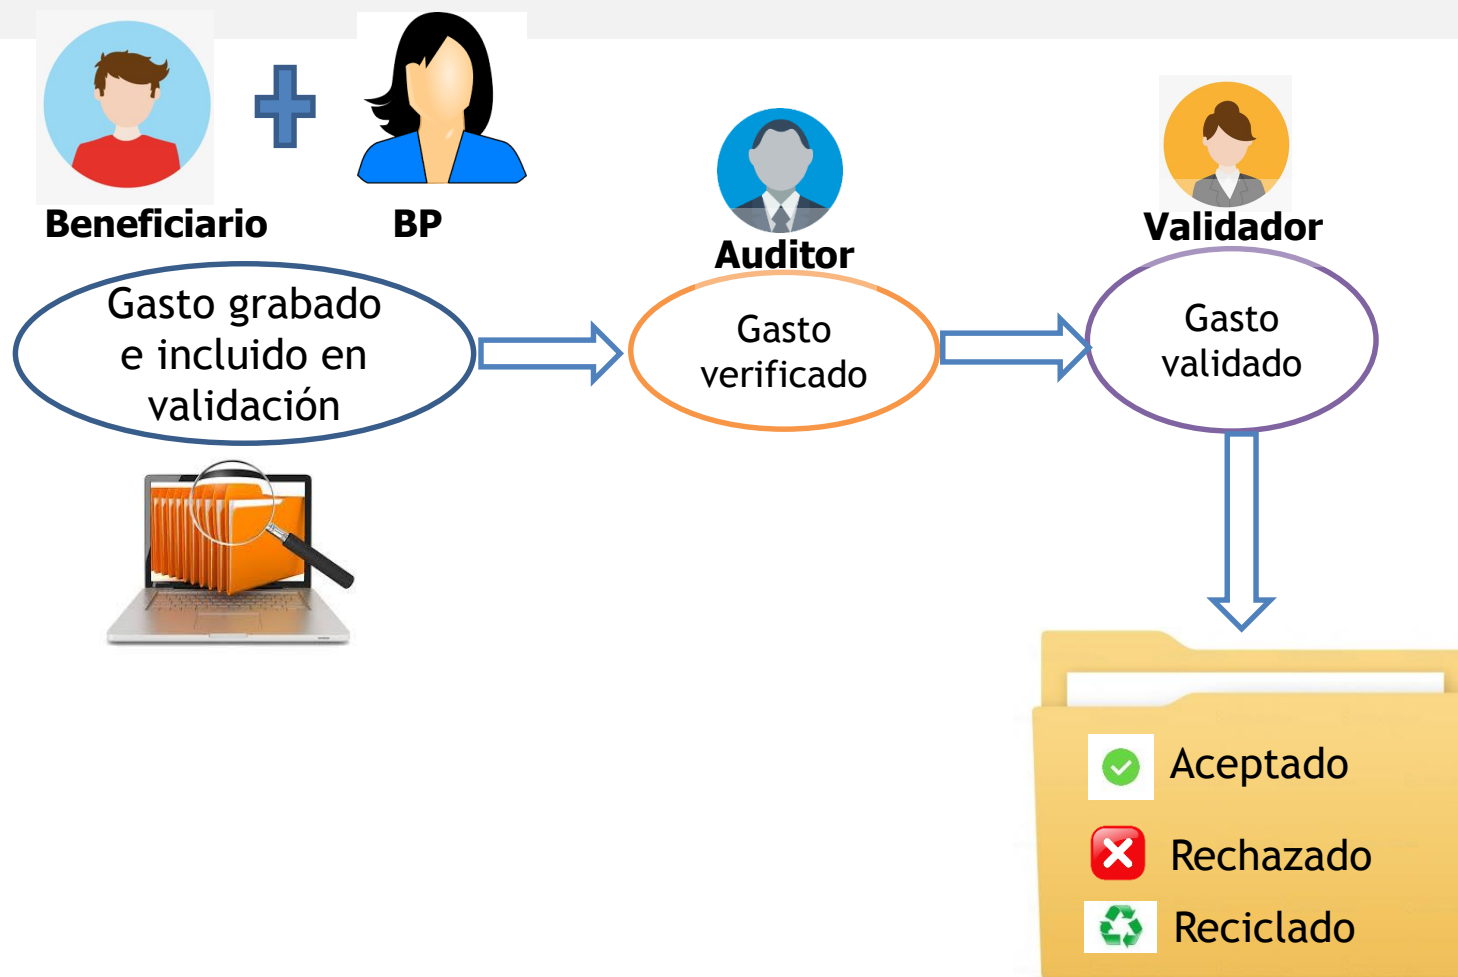 Beneficiario
BP
Auditor
Validador
Gasto grabado
e incluido en
validación
Gasto
verificado
Gasto
validado
Aceptado
Rechazado
Reciclado